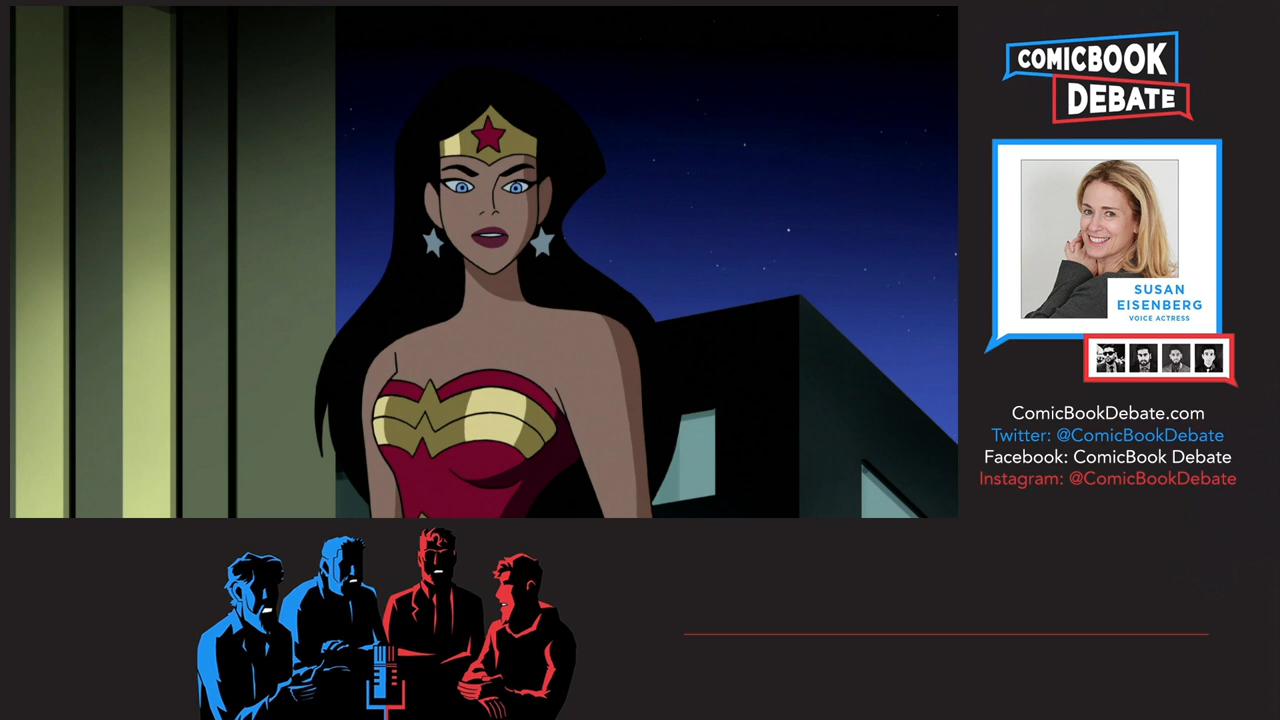 COMICBOOK
DEBATE
SUSAN
EISENBERG
VOICE ACTRESS
ComicBookDebate.com
Twitter: @ComicBookDebate
Facebook: ComicBook Debate
Instagram: @ComicBookDebate